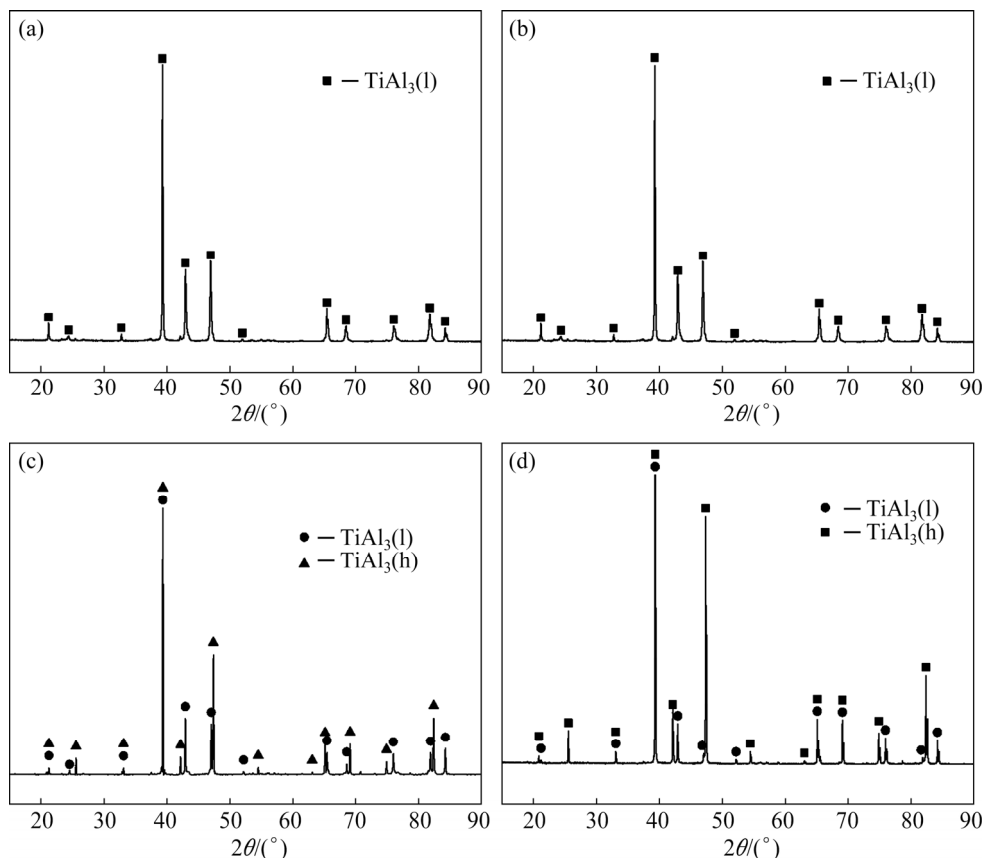 (a)
■ — TiAl₃(l)
20 30 40 50 60 70 80 90
2θ/(°)
(b)
■ — TiAl₃(l)
20 30 40 50 60 70 80 90
2θ/(°)
(c)
● — TiAl₃(l)
▲ — TiAl₃(h)
20 30 40 50 60 70 80 90
2θ/(°)
(d)
● — TiAl₃(l)
■ — TiAl₃(h)
20 30 40 50 60 70 80 90
2θ/(°)